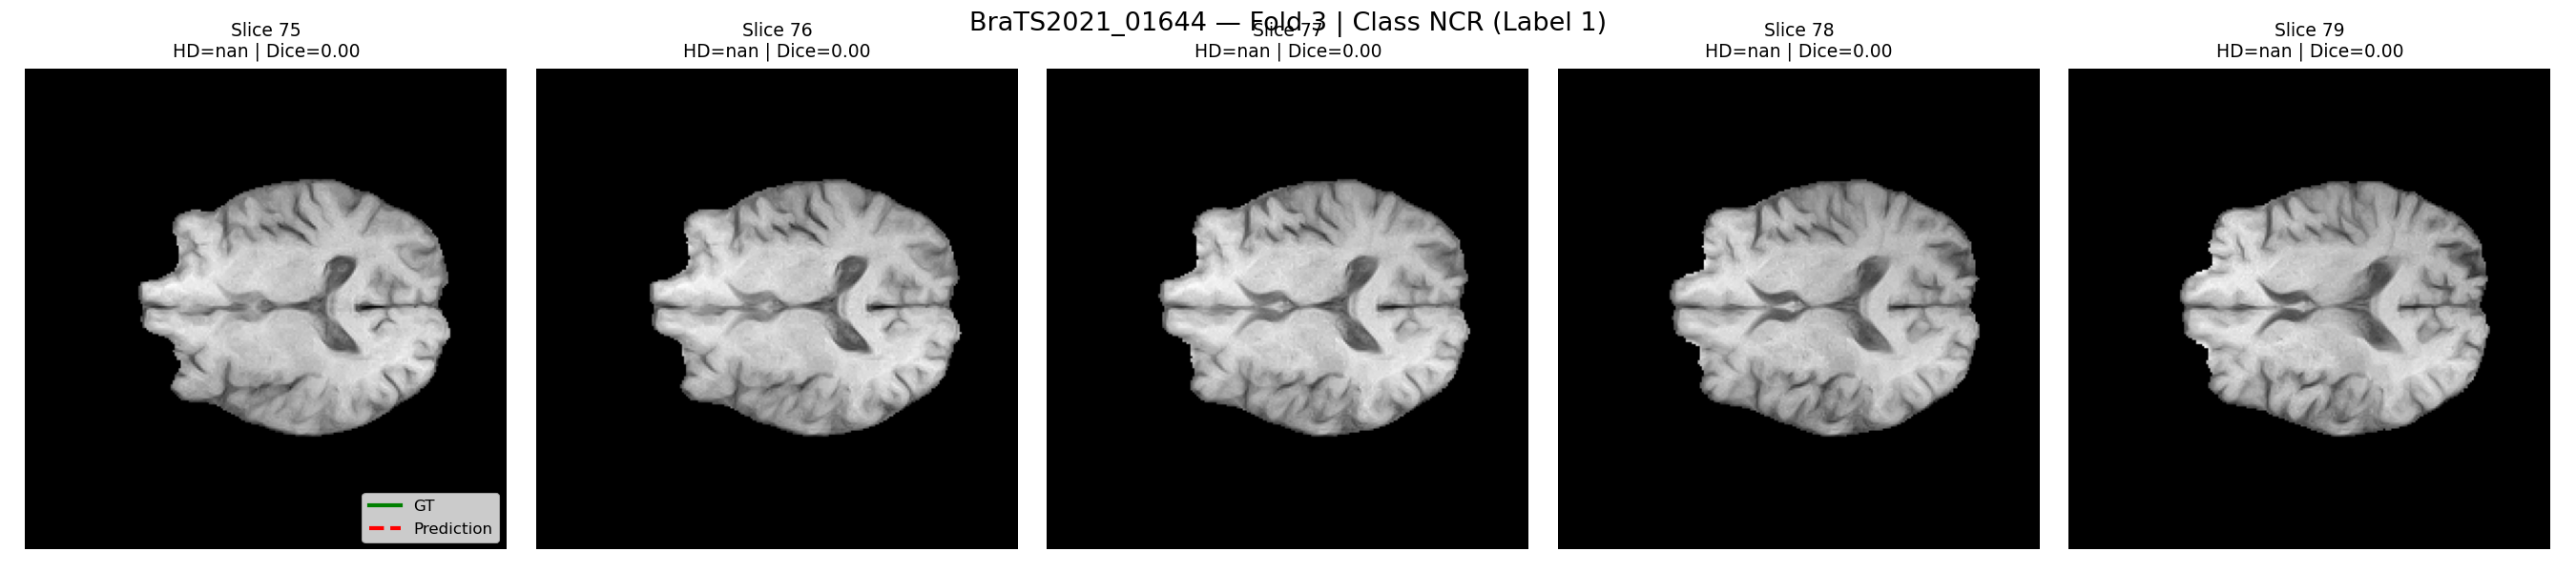 BraTS2021_01644 — Fold 3 | Class NCR (Label 1)
Slice 75
HD=nan | Dice=0.00
Slice 76
HD=nan | Dice=0.00
Slice 77
HD=nan | Dice=0.00
Slice 78
HD=nan | Dice=0.00
Slice 79
HD=nan | Dice=0.00
GT
Prediction